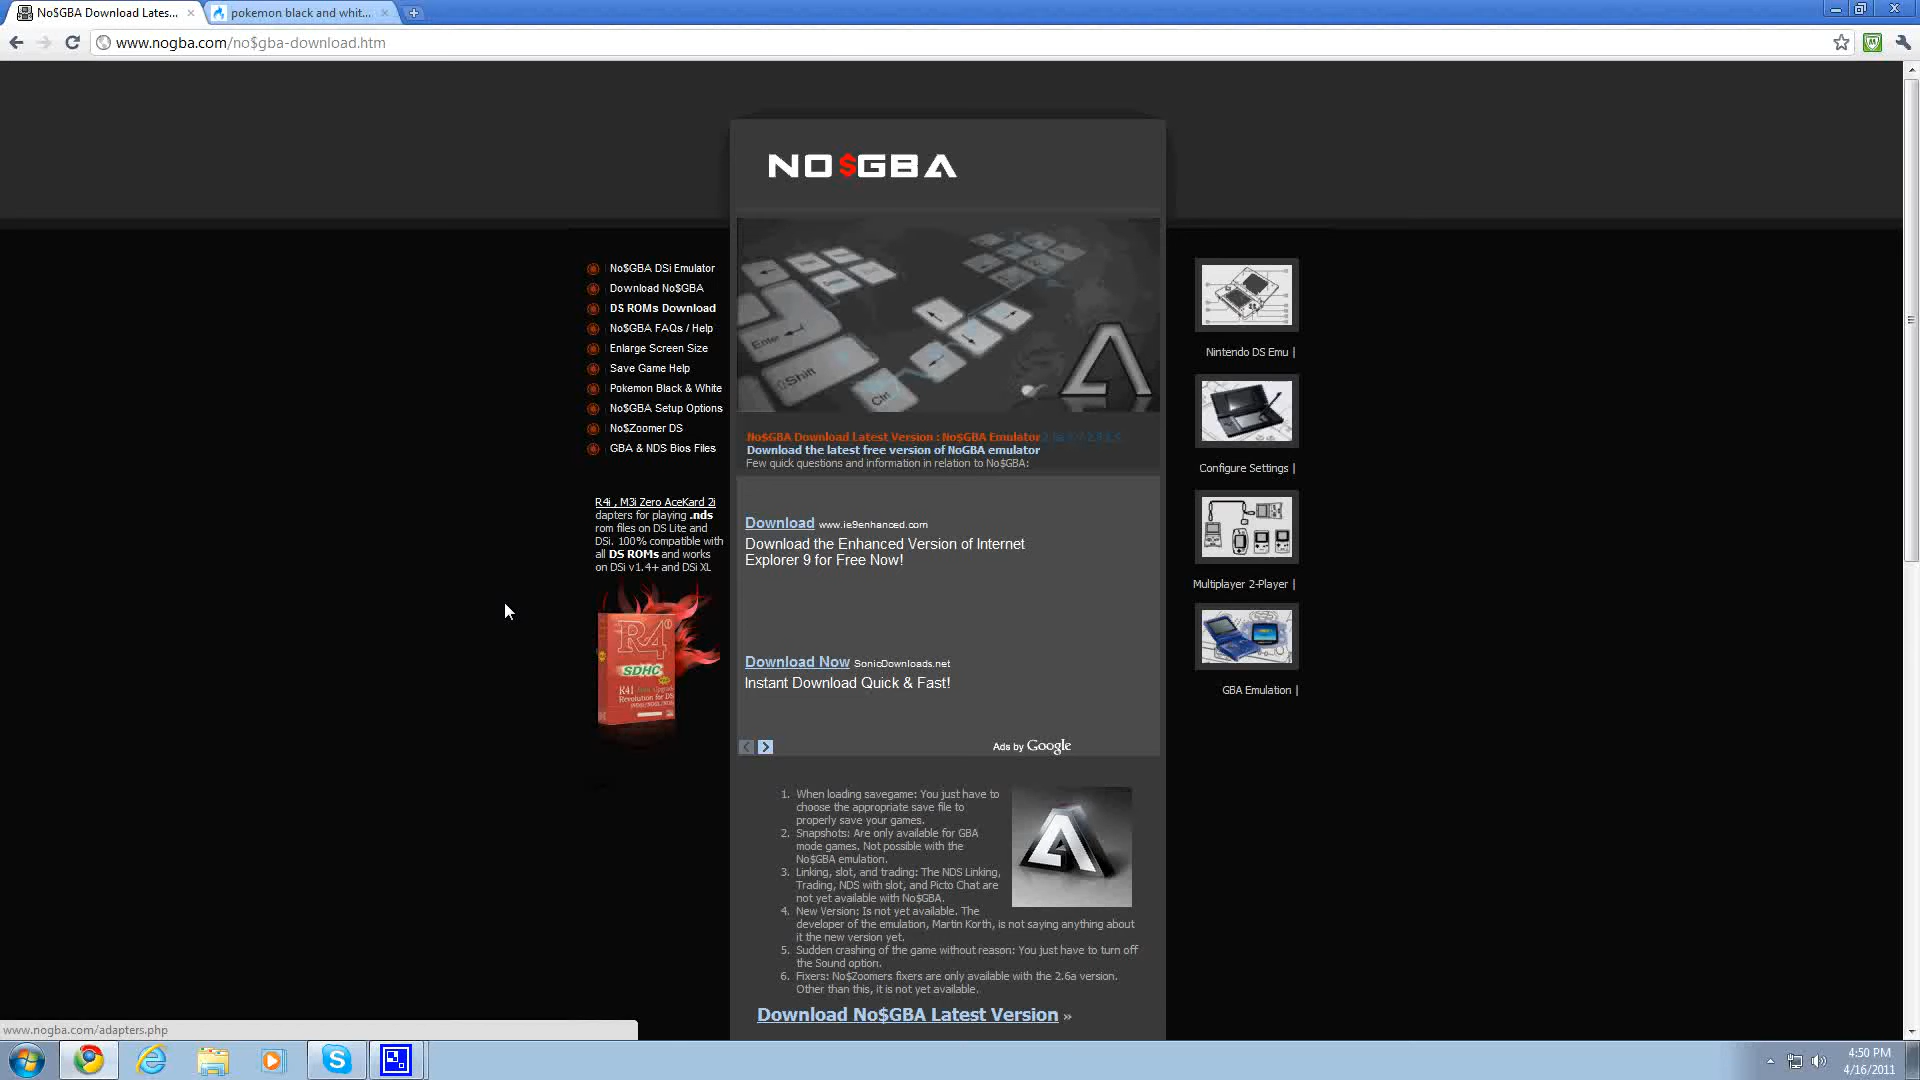 No$GBA Download Lates...
pokemon black and whit...
www.nogba.com/no$gba-download.htm
NO$GBA
No$GBA DSi Emulator
Download No$GBA
DS ROMs Download
No$GBA FAQs / Help
Enlarge Screen Size
Save Game Help
Pokemon Black & White
No$GBA Setup Options
No$Zoomer DS
GBA & NDS Bios Files
R4i , M3i Zero AceKard 2i
dapters for playing .nds
rom files on DS Lite and
DSi. 100% compatible with
all DS ROMs and works
on DSi v1.4+ and DSi XL
R4
SDHC
R4I
Revolution for DS
Enter
Shift
Ctrl
No$GBA Download Latest Version : No$GBA Emulator
Download the latest free version of NoGBA emulator
Few quick questions and information in relation to No$GBA:
Download www.ie9enhanced.com
Download the Enhanced Version of Internet
Explorer 9 for Free Now!
Download Now SonicDownloads.net
Instant Download Quick & Fast!
Ads by Google
1. When loading savegame: You just have to
choose the appropriate save file to
properly save your games.
2. Snapshots: Are only available for GBA
mode games. Not possible with the
No$GBA emulation.
3. Linking, slot, and trading: The NDS Linking,
Trading, NDS with slot, and Picto Chat are
not yet available with No$GBA.
4. New Version: Is not yet available. The
developer of the emulation, Martin Korth, is not saying anything about
it the new version yet.
5. Sudden crashing of the game without reason: You just have to turn off
the Sound option.
6. Fixers: No$Zoomers fixers are only available with the 2.6a version.
Other than this, it is not yet available.
Download No$GBA Latest Version »
Nintendo DS Emu |
Configure Settings |
Multiplayer 2-Player |
GBA Emulation |
www.nogba.com/adapters.php
4:50 PM
4/16/2011